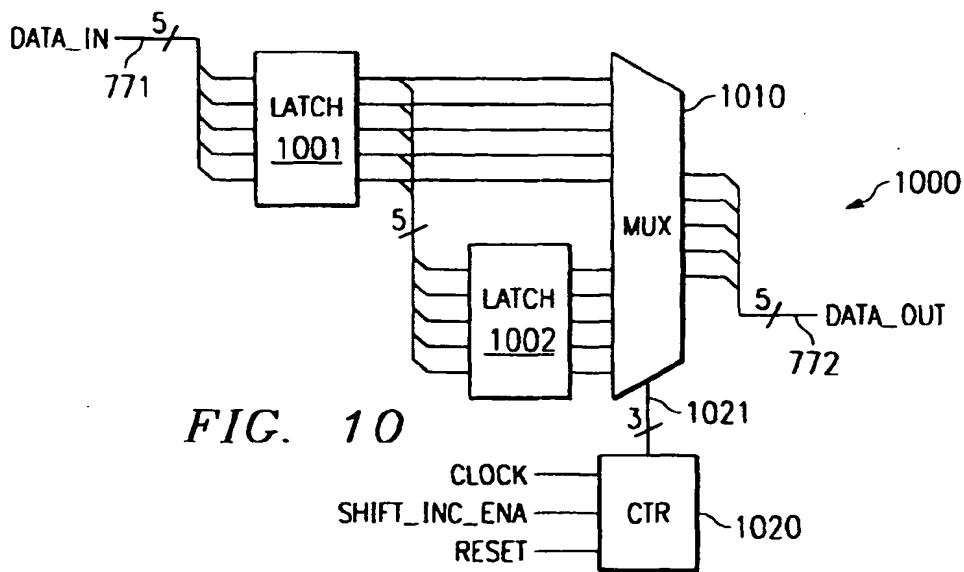 DATA_IN
5
771
LATCH
1001
5
LATCH
1002
MUX
1010
1000
5
DATA_OUT
772
1021
3
FIG. 10
CLOCK
SHIFT_INC_ENA
RESET
CTR
1020